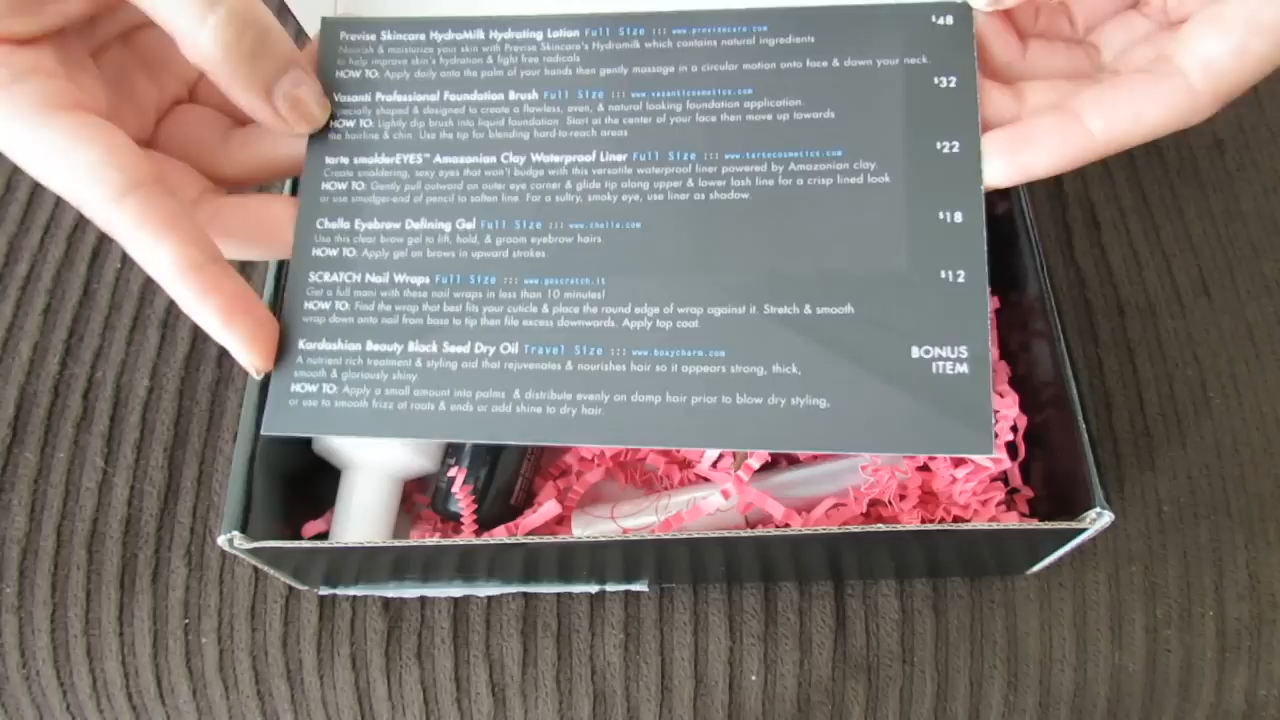 Previse Skincare HydroMilk Hydrating Lotion Full Size ::: www.previsecare.com $48
Nourish & moisturize your skin with Previse Skincare's Hydromilk which contains natural ingredients
to help improve skin's hydration & fight free radicals
HOW TO: Apply daily onto the palm of your hands then gently massage in a circular motion onto face & down your neck.
Vasanti Professional Foundation Brush Full Size ::: www.vasanticosmetics.com $32
specially shaped & designed to create a flawless, even, & natural looking foundation application.
HOW TO: Lightly dip brush into liquid foundation. Start at the center of your face then move up towards
the hairline & chin. Use the tip for blending hard-to-reach areas
tarte smolderEYES™ Amazonian Clay Waterproof Liner Full Size ::: www.tartecosmetics.com $22
Create smoldering, sexy eyes that won't budge with this versatile waterproof liner powered by Amazonian clay.
HOW TO: Gently pull outward on outer eye corner & glide tip along upper & lower lash line for a crisp lined look
or use smudger-end of pencil to soften line. For a sultry, smoky eye, use liner as shadow.
Chella Eyebrow Defining Gel Full Size ::: www.chella.com $18
Use this clear brow gel to lift, hold, & groom eyebrow hairs.
HOW TO: Apply gel on brows in upward strokes.
SCRATCH Nail Wraps Full Size ::: www.goscratch.it $12
Get a full mani with these nail wraps in less than 10 minutes!
HOW TO: Find the wrap that best fits your cuticle & place the round edge of wrap against it. Stretch & smooth
wrap down onto nail from base to tip then file excess downwards. Apply top coat.
Kardashian Beauty Black Seed Dry Oil Travel Size ::: www.boxycharm.com BONUS ITEM
A nutrient rich treatment & styling aid that rejuvenates & nourishes hair so it appears strong, thick,
smooth & gloriously shiny.
HOW TO: Apply a small amount into palms & distribute evenly on damp hair prior to blow dry styling,
or use to smooth frizz at roots & ends or add shine to dry hair.